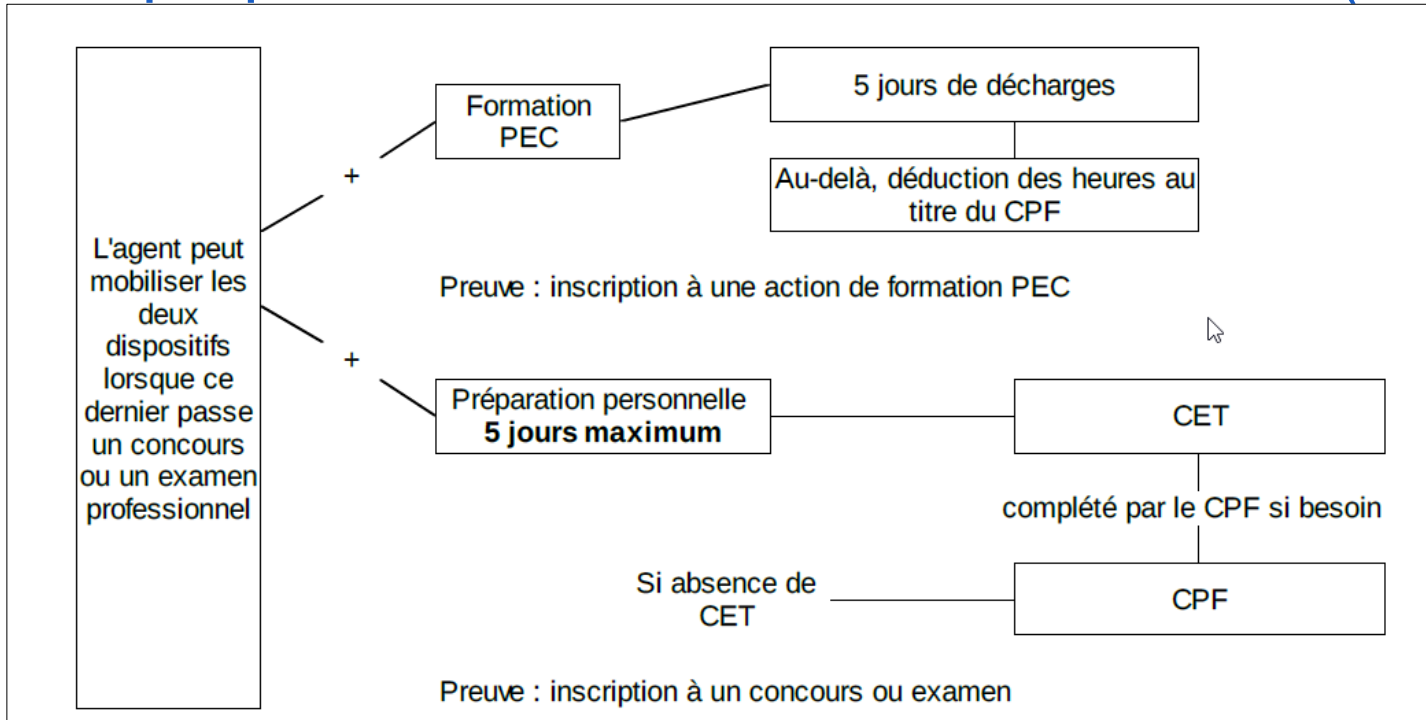 L'agent peut
mobiliser les
deux
dispositifs
lorsque ce
dernier passe
un concours
ou un examen
professionnel
+
Formation
PEC
5 jours de décharges
Au-delà, déduction des heures au
titre du CPF
Preuve : inscription à une action de formation PEC
+
Préparation personnelle
5 jours maximum
CET
complété par le CPF si besoin
Si absence de
CET
CPF
Preuve : inscription à un concours ou examen